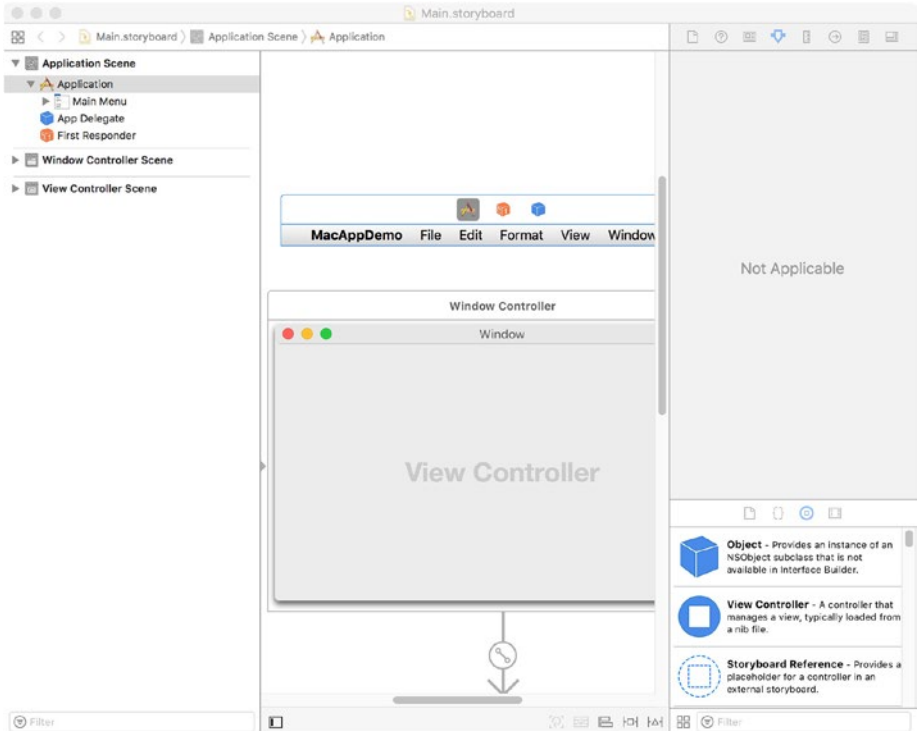 Main.storyboard
Main.storyboard
Application Scene
Application
Application Scene
Application
Main Menu
App Delegate
First Responder
Window Controller Scene
View Controller Scene
MacAppDemo File Edit Format View Window
Window Controller
Window
View Controller
Not Applicable
Object - Provides an instance of an
NSObject subclass that is not
available in Interface Builder.
View Controller - A controller that
manages a view, typically loaded from
a nib file.
Storyboard Reference - Provides a
placeholder for a controller in an
external storyboard.
Filter
Filter